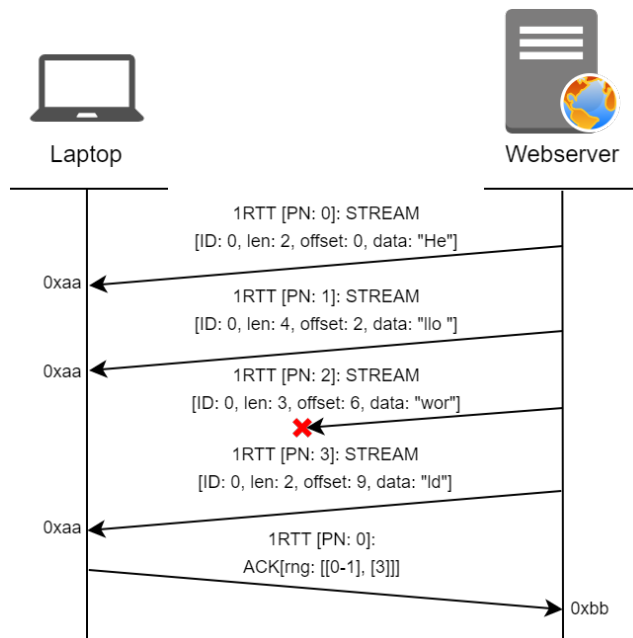 Laptop
Webserver
1RTT [PN: 0]: STREAM
[ID: 0, len: 2, offset: 0, data: "He"]
0xaa
1RTT [PN: 1]: STREAM
[ID: 0, len: 4, offset: 2, data: "llo "]
0xaa
1RTT [PN: 2]: STREAM
[ID: 0, len: 3, offset: 6, data: "wor"]
1RTT [PN: 3]: STREAM
[ID: 0, len: 2, offset: 9, data: "ld"]
0xaa
1RTT [PN: 0]:
ACK[rng: [[0-1], [3]]]
0xbb